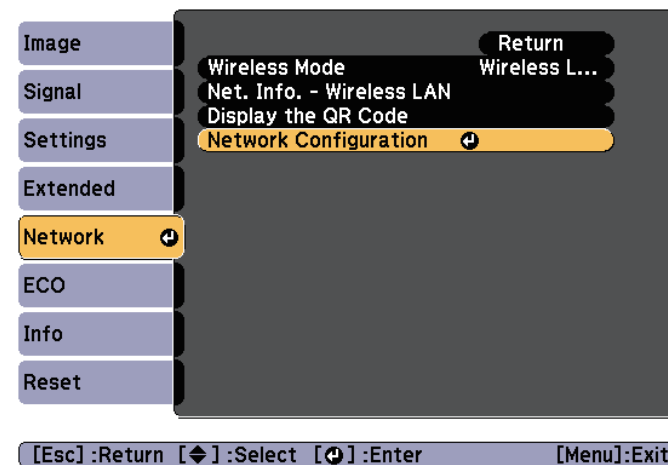 Image
Signal
Settings
Extended
Network
ECO
Info
Reset
Return
Wireless Mode Wireless L...
Net. Info. - Wireless LAN
Display the QR Code
Network Configuration
[Esc] :Return [ ] :Select [ ] :Enter [Menu]:Exit